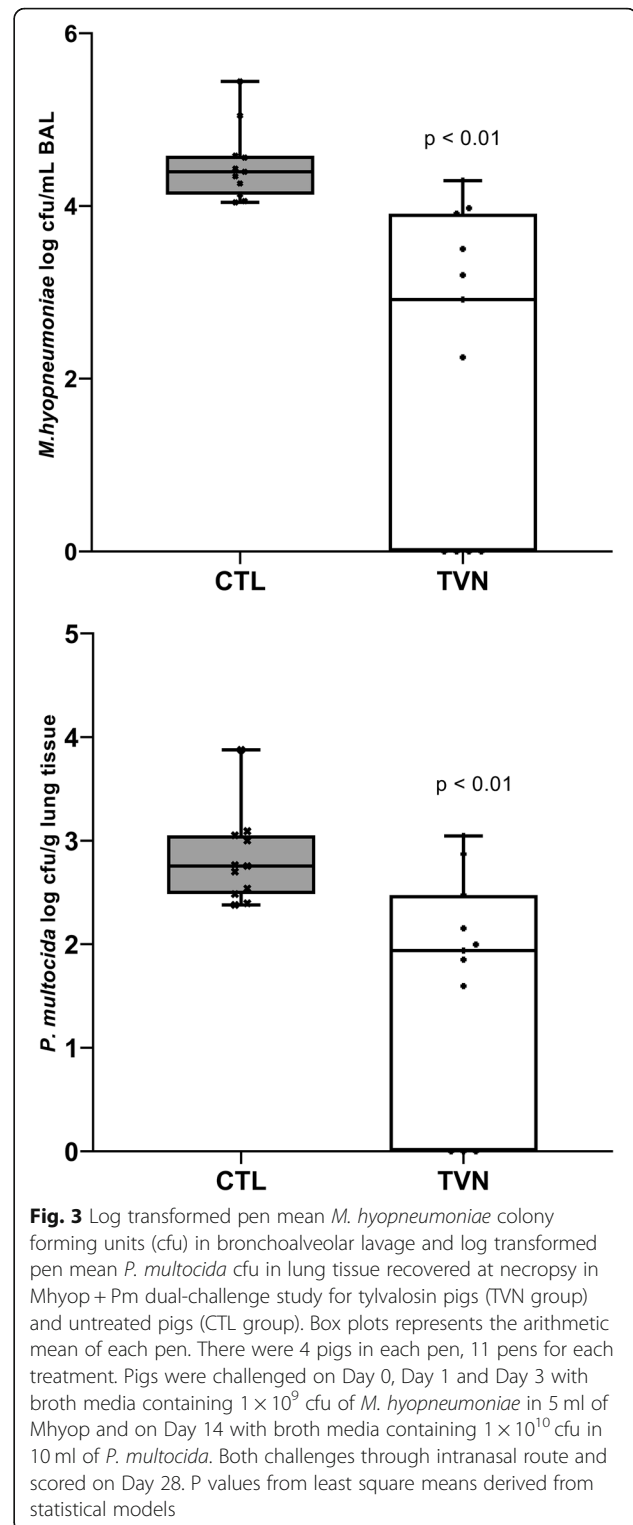 6
4
2
0
M.hyopneumoniae log cfu/mL BAL
p < 0.01
CTL TVN
5
4
3
2
1
0
P. multocida log cfu/g lung tissue
p < 0.01
CTL TVN
Fig. 3 Log transformed pen mean M. hyopneumoniae colony
forming units (cfu) in bronchoalveolar lavage and log transformed
pen mean P. multocida cfu in lung tissue recovered at necropsy in
Mhyop + Pm dual-challenge study for tylvalosin pigs (TVN group)
and untreated pigs (CTL group). Box plots represents the arithmetic
mean of each pen. There were 4 pigs in each pen, 11 pens for each
treatment. Pigs were challenged on Day 0, Day 1 and Day 3 with
broth media containing 1 × 10⁹ cfu of M. hyopneumoniae in 5 ml of
Mhyop and on Day 14 with broth media containing 1 × 10¹⁰ cfu in
10 ml of P. multocida. Both challenges through intranasal route and
scored on Day 28. P values from least square means derived from
statistical models